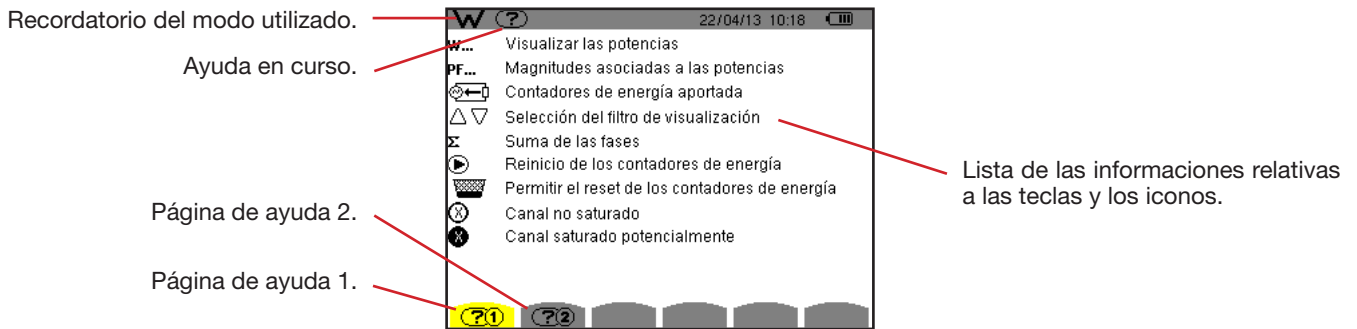 Recordatorio del modo utilizado.
Ayuda en curso.
Página de ayuda 2.
Página de ayuda 1.
W ? 22/04/13 10:18
W... Visualizar las potencias
PF... Magnitudes asociadas a las potencias
Contadores de energía aportada
Selección del filtro de visualización
Σ Suma de las fases
Reinicio de los contadores de energía
Permitir el reset de los contadores de energía
X Canal no saturado
X Canal saturado potencialmente
?1 ?2
Lista de las informaciones relativas
a las teclas y los iconos.